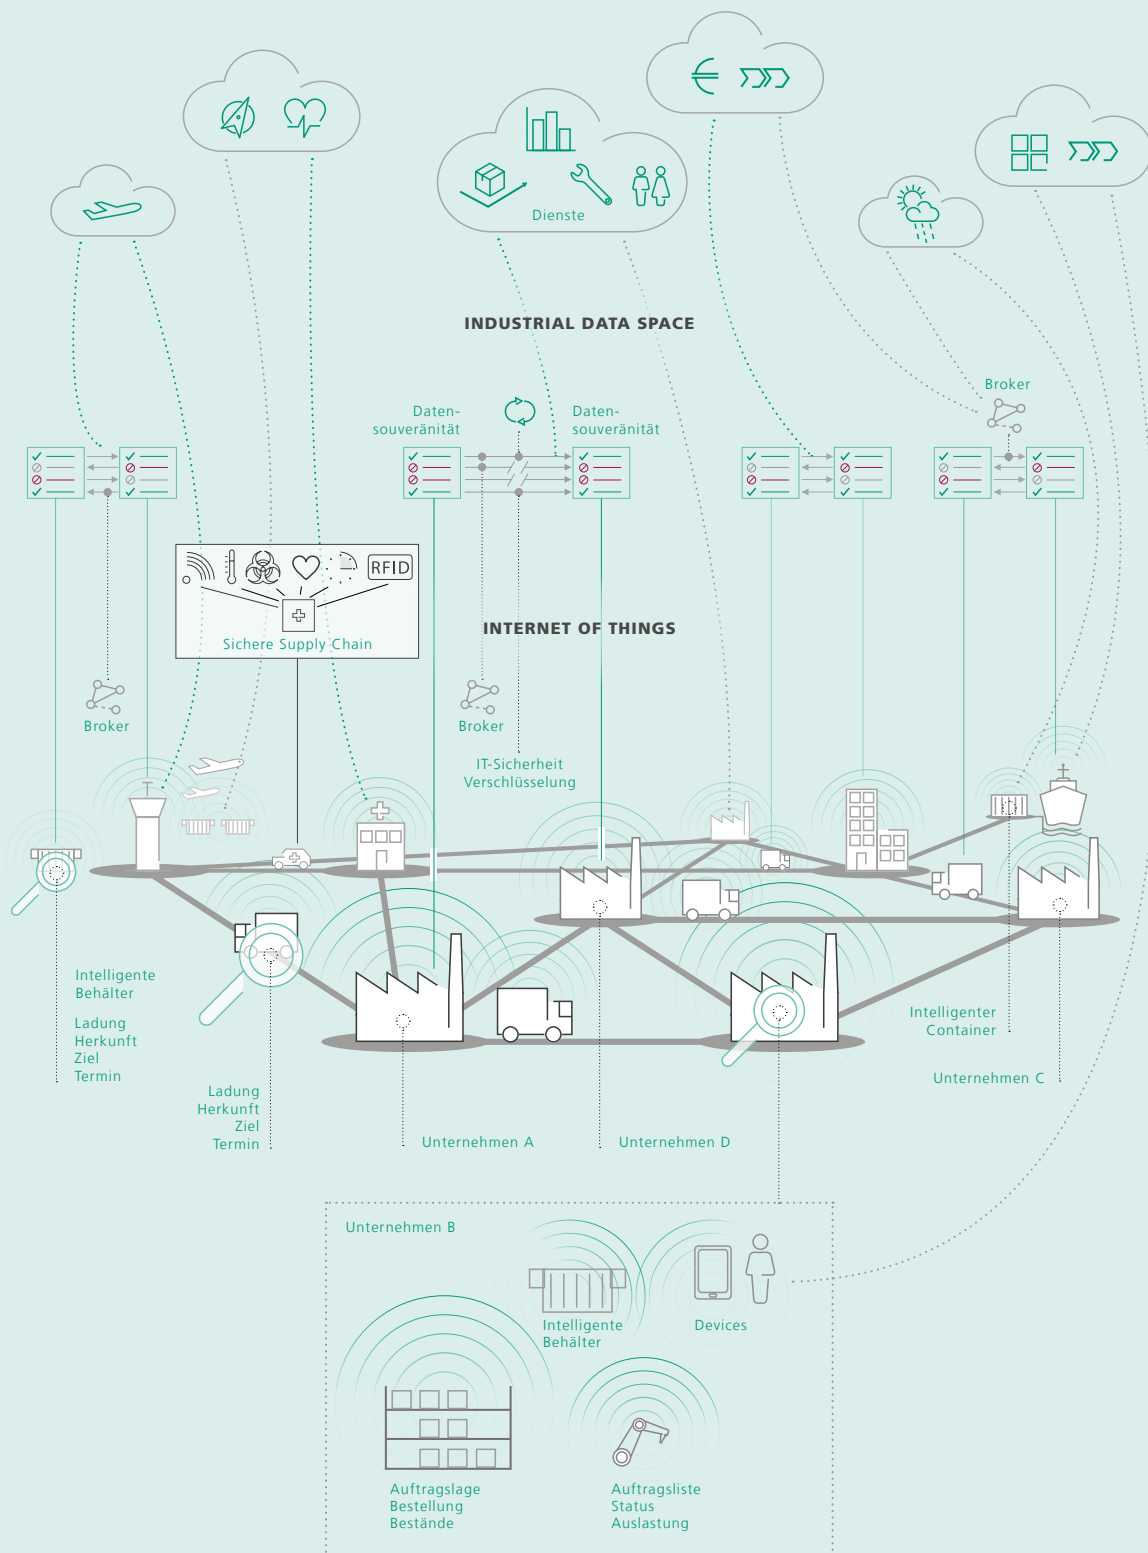 Dienste
INDUSTRIAL DATA SPACE
Broker
Daten-
souveränität
Daten-
souveränität
RFID
Sichere Supply Chain
INTERNET OF THINGS
Broker
Broker
IT-Sicherheit
Verschlüsselung
Intelligente
Behälter
Ladung
Herkunft
Ziel
Termin
Ladung
Herkunft
Ziel
Termin
Unternehmen A
Unternehmen D
Intelligenter
Container
Unternehmen C
Unternehmen B
Intelligente
Behälter
Devices
Auftragslage
Bestellung
Bestände
Auftragsliste
Status
Auslastung